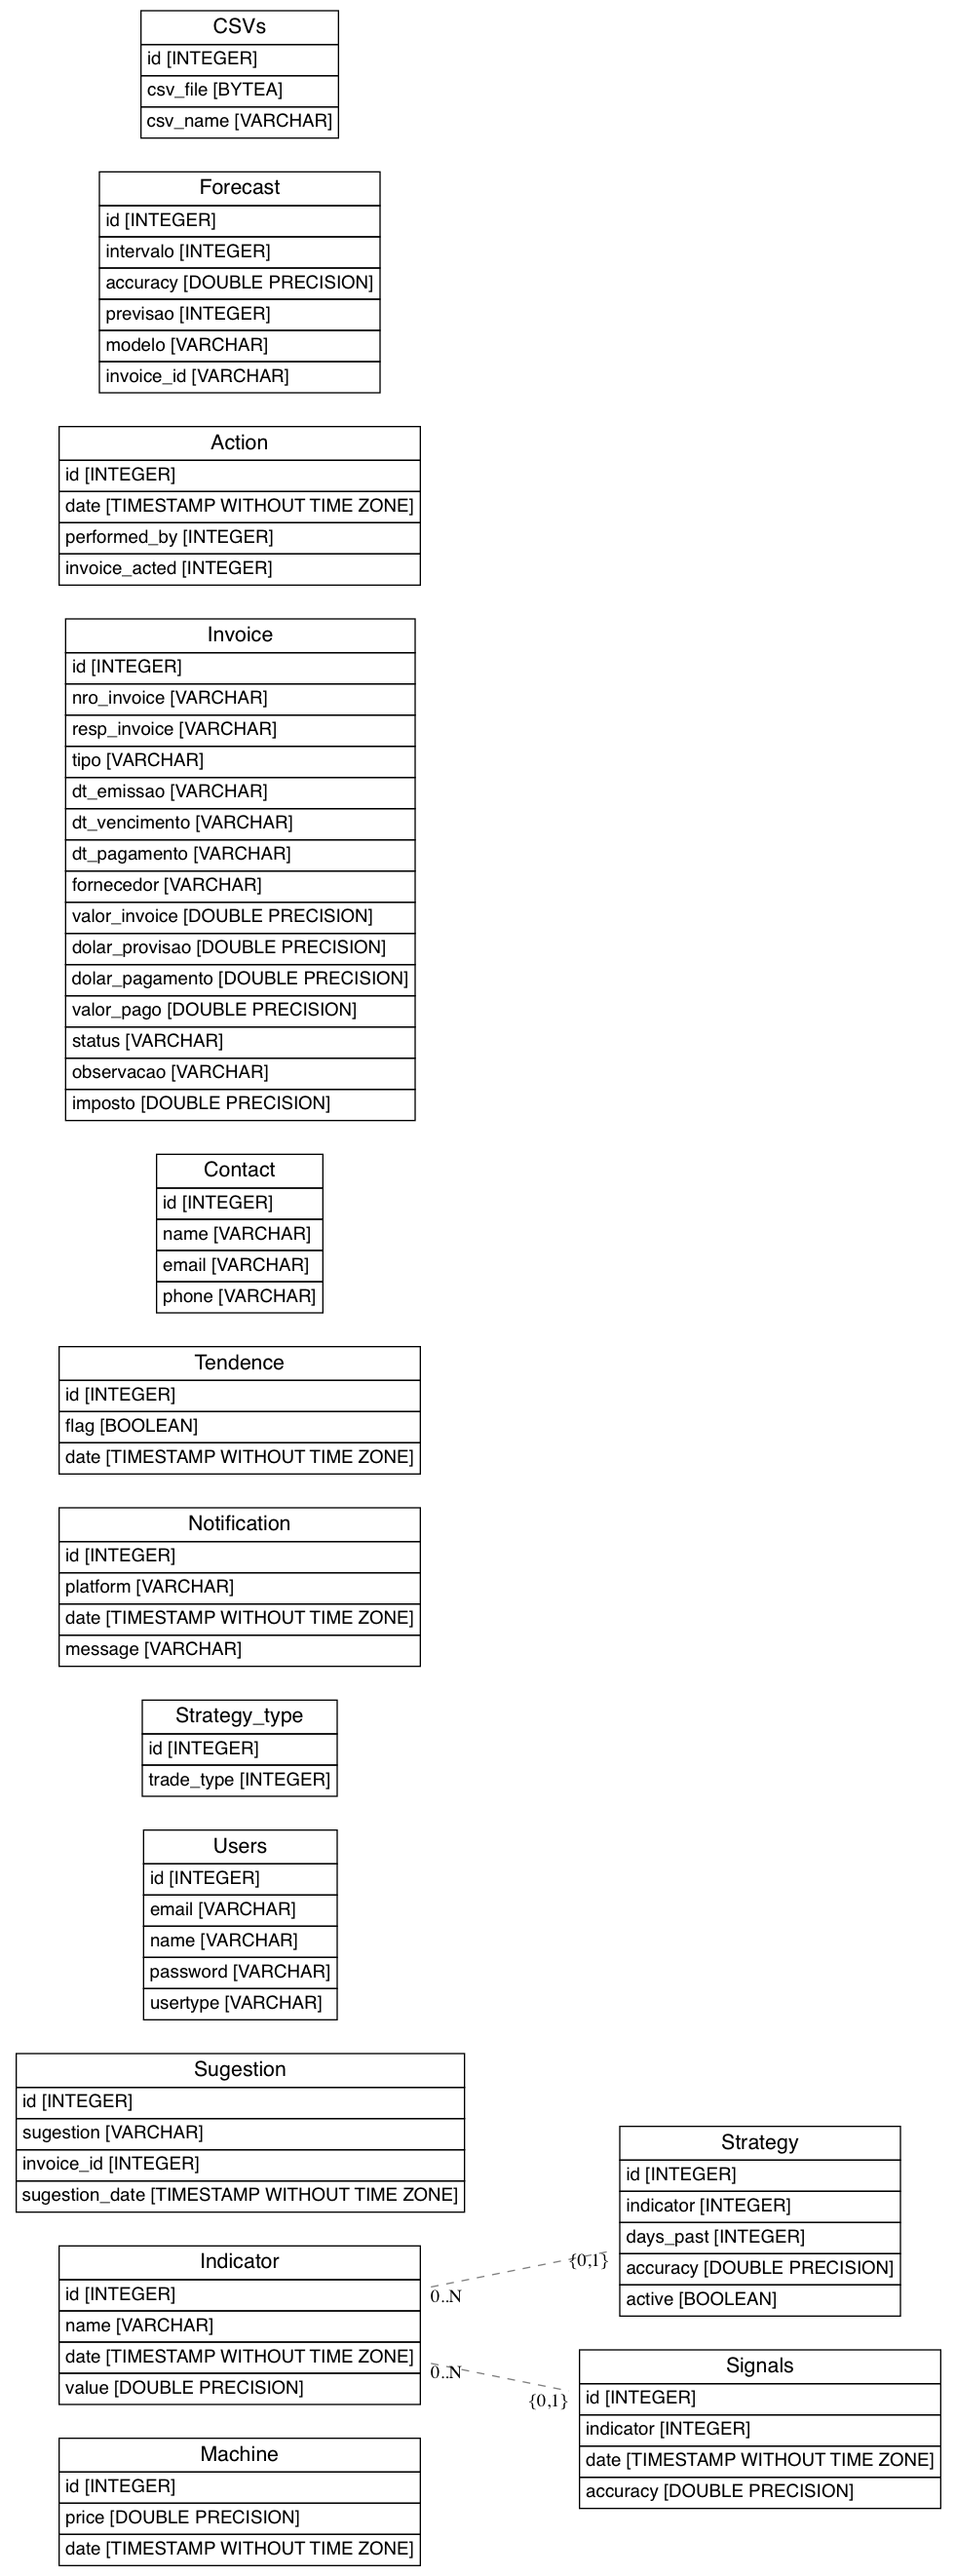 CSVs
id [INTEGER]
csv_file [BYTEA]
csv_name [VARCHAR]
Forecast
id [INTEGER]
intervalo [INTEGER]
accuracy [DOUBLE PRECISION]
previsao [INTEGER]
modelo [VARCHAR]
invoice_id [VARCHAR]
Action
id [INTEGER]
date [TIMESTAMP WITHOUT TIME ZONE]
performed_by [INTEGER]
invoice_acted [INTEGER]
Invoice
id [INTEGER]
nro_invoice [VARCHAR]
resp_invoice [VARCHAR]
tipo [VARCHAR]
dt_emissao [VARCHAR]
dt_vencimento [VARCHAR]
dt_pagamento [VARCHAR]
fornecedor [VARCHAR]
valor_invoice [DOUBLE PRECISION]
dolar_provisao [DOUBLE PRECISION]
dolar_pagamento [DOUBLE PRECISION]
valor_pago [DOUBLE PRECISION]
status [VARCHAR]
observacao [VARCHAR]
imposto [DOUBLE PRECISION]
Contact
id [INTEGER]
name [VARCHAR]
email [VARCHAR]
phone [VARCHAR]
Tendence
id [INTEGER]
flag [BOOLEAN]
date [TIMESTAMP WITHOUT TIME ZONE]
Notification
id [INTEGER]
platform [VARCHAR]
date [TIMESTAMP WITHOUT TIME ZONE]
message [VARCHAR]
Strategy_type
id [INTEGER]
trade_type [INTEGER]
Users
id [INTEGER]
email [VARCHAR]
name [VARCHAR]
password [VARCHAR]
usertype [VARCHAR]
Sugestion
id [INTEGER]
sugestion [VARCHAR]
invoice_id [INTEGER]
sugestion_date [TIMESTAMP WITHOUT TIME ZONE]
Indicator
id [INTEGER]
name [VARCHAR]
date [TIMESTAMP WITHOUT TIME ZONE]
value [DOUBLE PRECISION]
0..N
{0,1}
0..N
{0,1}
Strategy
id [INTEGER]
indicator [INTEGER]
days_past [INTEGER]
accuracy [DOUBLE PRECISION]
active [BOOLEAN]
Signals
id [INTEGER]
indicator [INTEGER]
date [TIMESTAMP WITHOUT TIME ZONE]
accuracy [DOUBLE PRECISION]
Machine
id [INTEGER]
price [DOUBLE PRECISION]
date [TIMESTAMP WITHOUT TIME ZONE]